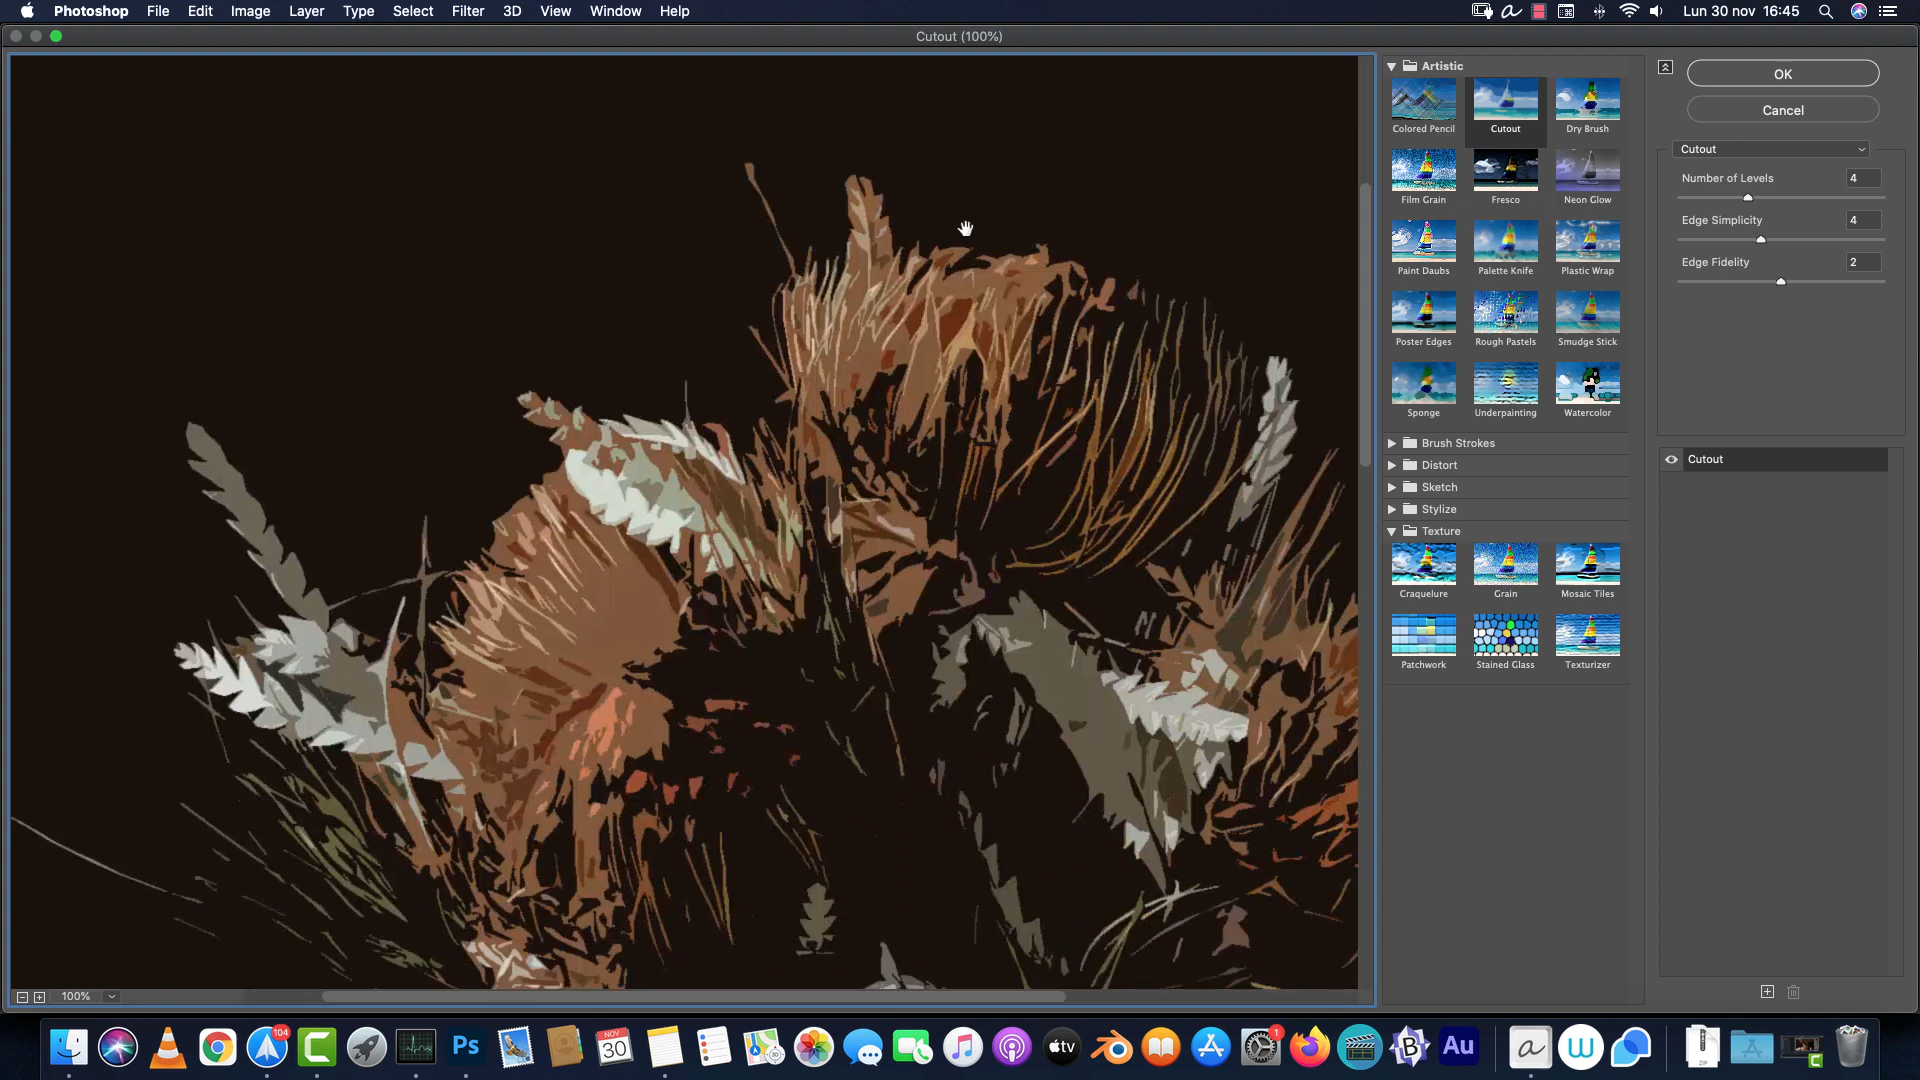 Photoshop File Edit Image Layer Type Select Filter 3D View Window Help Lun 30 nov 16:45
Cutout (100%)
Artistic
Colored Pencil Cutout Dry Brush
Film Grain Fresco Neon Glow
Paint Daubs Palette Knife Plastic Wrap
Poster Edges Rough Pastels Smudge Stick
Sponge Underpainting Watercolor
Brush Strokes
Distort
Sketch
Stylize
Texture
Craquelure Grain Mosaic Tiles
Patchwork Stained Glass Texturizer
OK
Cancel
Cutout
Number of Levels 4
Edge Simplicity 4
Edge Fidelity 2
Cutout
100%
104
NOV
30
Ps
tv
1
B
Au
a
W
ZIP